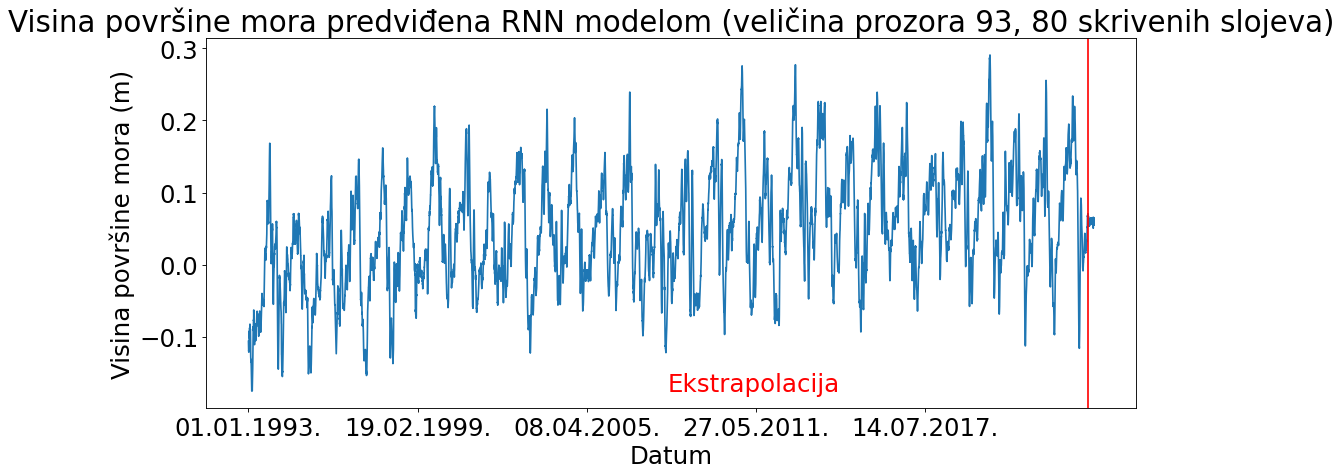 Visina površine mora predviđena RNN modelom (veličina prozora 93, 80 skrivenih slojeva)
Visina površine mora (m)
0.3
0.2
0.1
0.0
−0.1
Ekstrapolacija
01.01.1993. 19.02.1999. 08.04.2005. 27.05.2011. 14.07.2017.
Datum